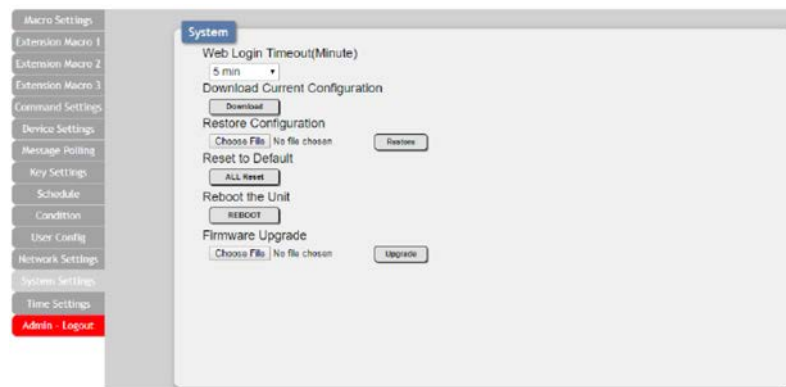 Macro Settings
Extension Macro 1
Extension Macro 2
Extension Macro 3
Command Settings
Device Settings
Message Polling
Key Settings
Schedule
Condition
User Config
Network Settings
System Settings
Time Settings
Admin - Logout
System
Web Login Timeout(Minute)
5 min
Download Current Configuration
Download
Restore Configuration
Choose File No file chosen Restore
Reset to Default
ALL Reset
Reboot the Unit
REBOOT
Firmware Upgrade
Choose File No file chosen Upgrade